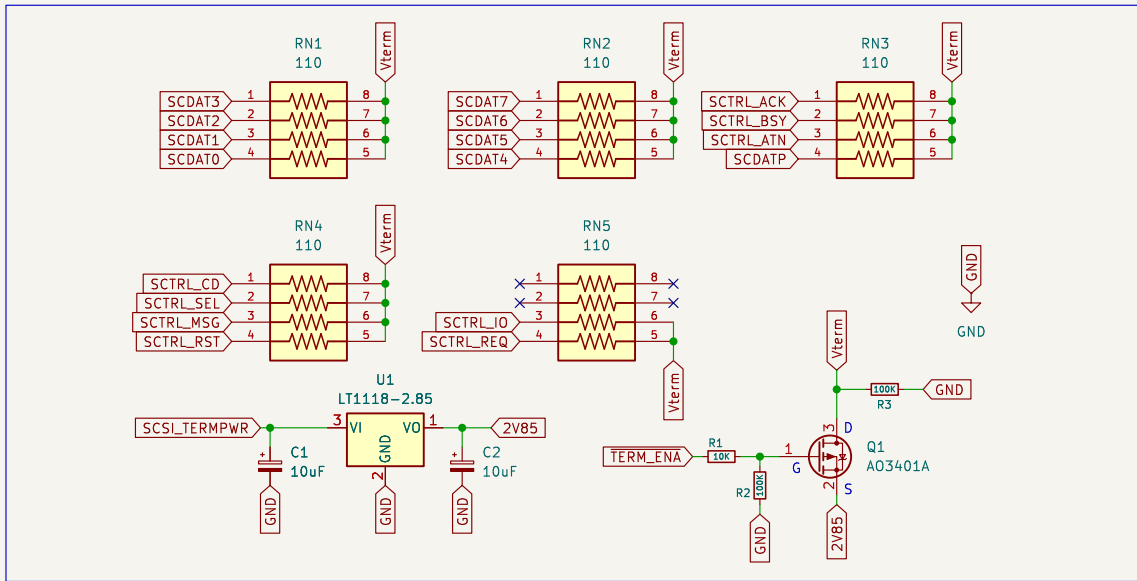 RN1
110
Vterm
SCDAT3 1 8
SCDAT2 2 7
SCDAT1 3 6
SCDAT0 4 5
RN2
110
Vterm
SCDAT7 1 8
SCDAT6 2 7
SCDAT5 3 6
SCDAT4 4 5
RN3
110
Vterm
SCTRL_ACK 1 8
SCTRL_BSY 2 7
SCTRL_ATN 3 6
SCDATP 4 5
RN4
110
Vterm
SCTRL_CD 1 8
SCTRL_SEL 2 7
SCTRL_MSG 3 6
SCTRL_RST 4 5
RN5
110
1 8
2 7
SCTRL_IO 3 6
SCTRL_REQ 4 5
Vterm
GND
GND
U1
LT1118-2.85
SCSI_TERMPWR 3 VI VO 1 2V85
GND
2
+
C1
10uF
GND
GND
+
C2
10uF
GND
Vterm
100K
R3
GND
TERM_ENA
R1
10K
R2
100K
GND
1
G
3 D
Q1
AO3401A
2 S
2V85